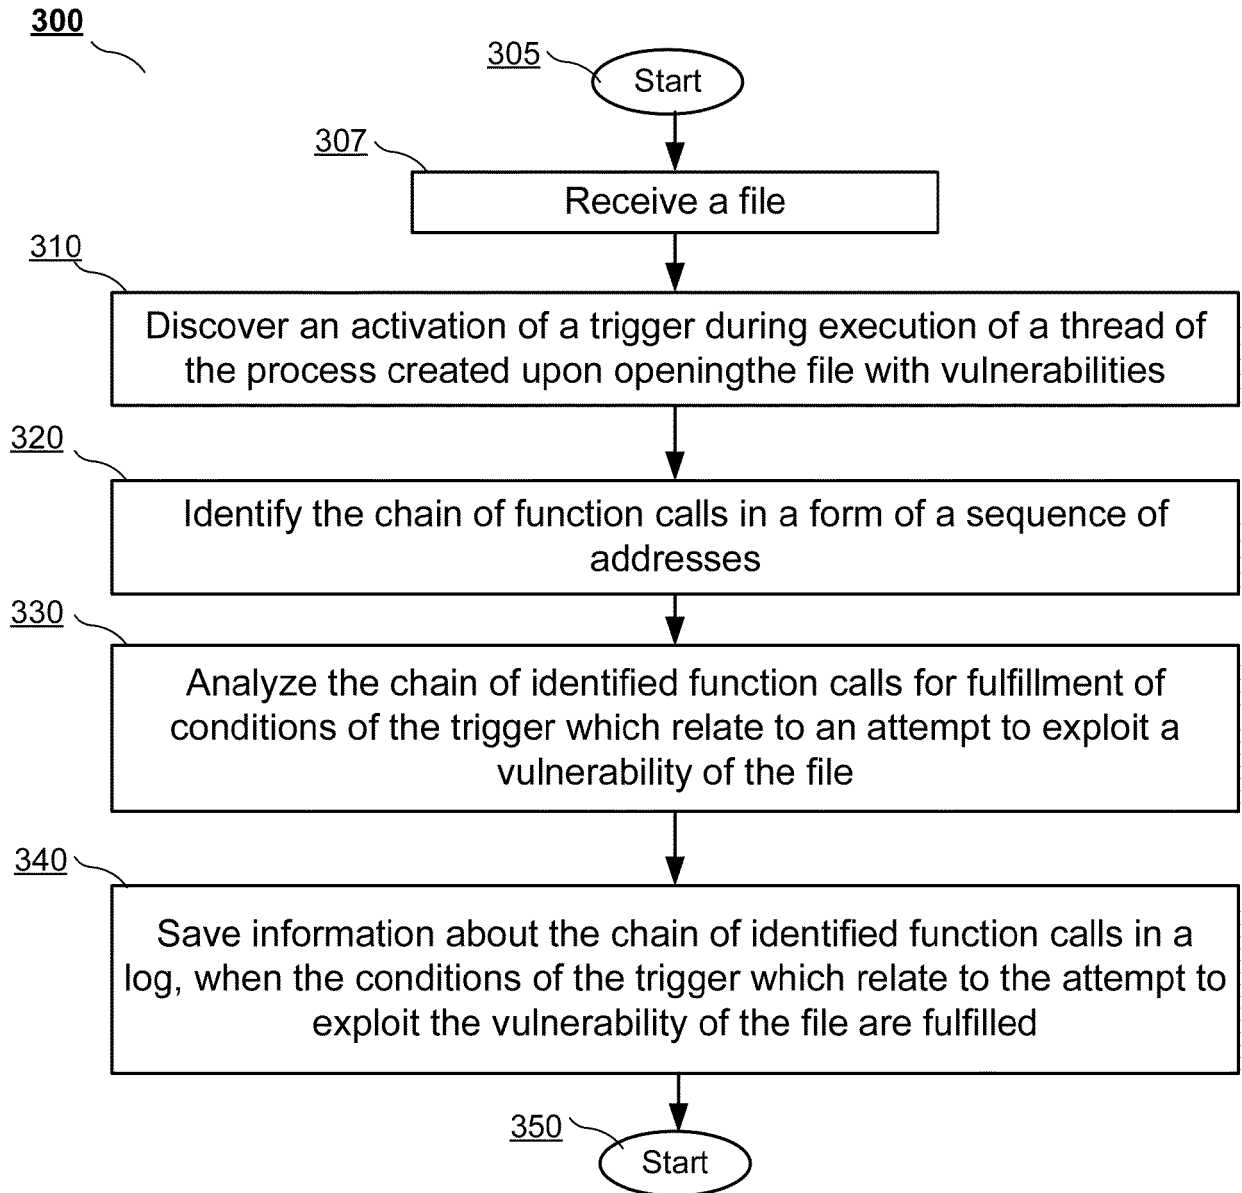 300
305
Start
307
Receive a file
310
Discover an activation of a trigger during execution of a thread of
the process created upon openingthe file with vulnerabilities
320
Identify the chain of function calls in a form of a sequence of
addresses
330
Analyze the chain of identified function calls for fulfillment of
conditions of the trigger which relate to an attempt to exploit a
vulnerability of the file
340
Save information about the chain of identified function calls in a
log, when the conditions of the trigger which relate to the attempt to
exploit the vulnerability of the file are fulfilled
350
Start